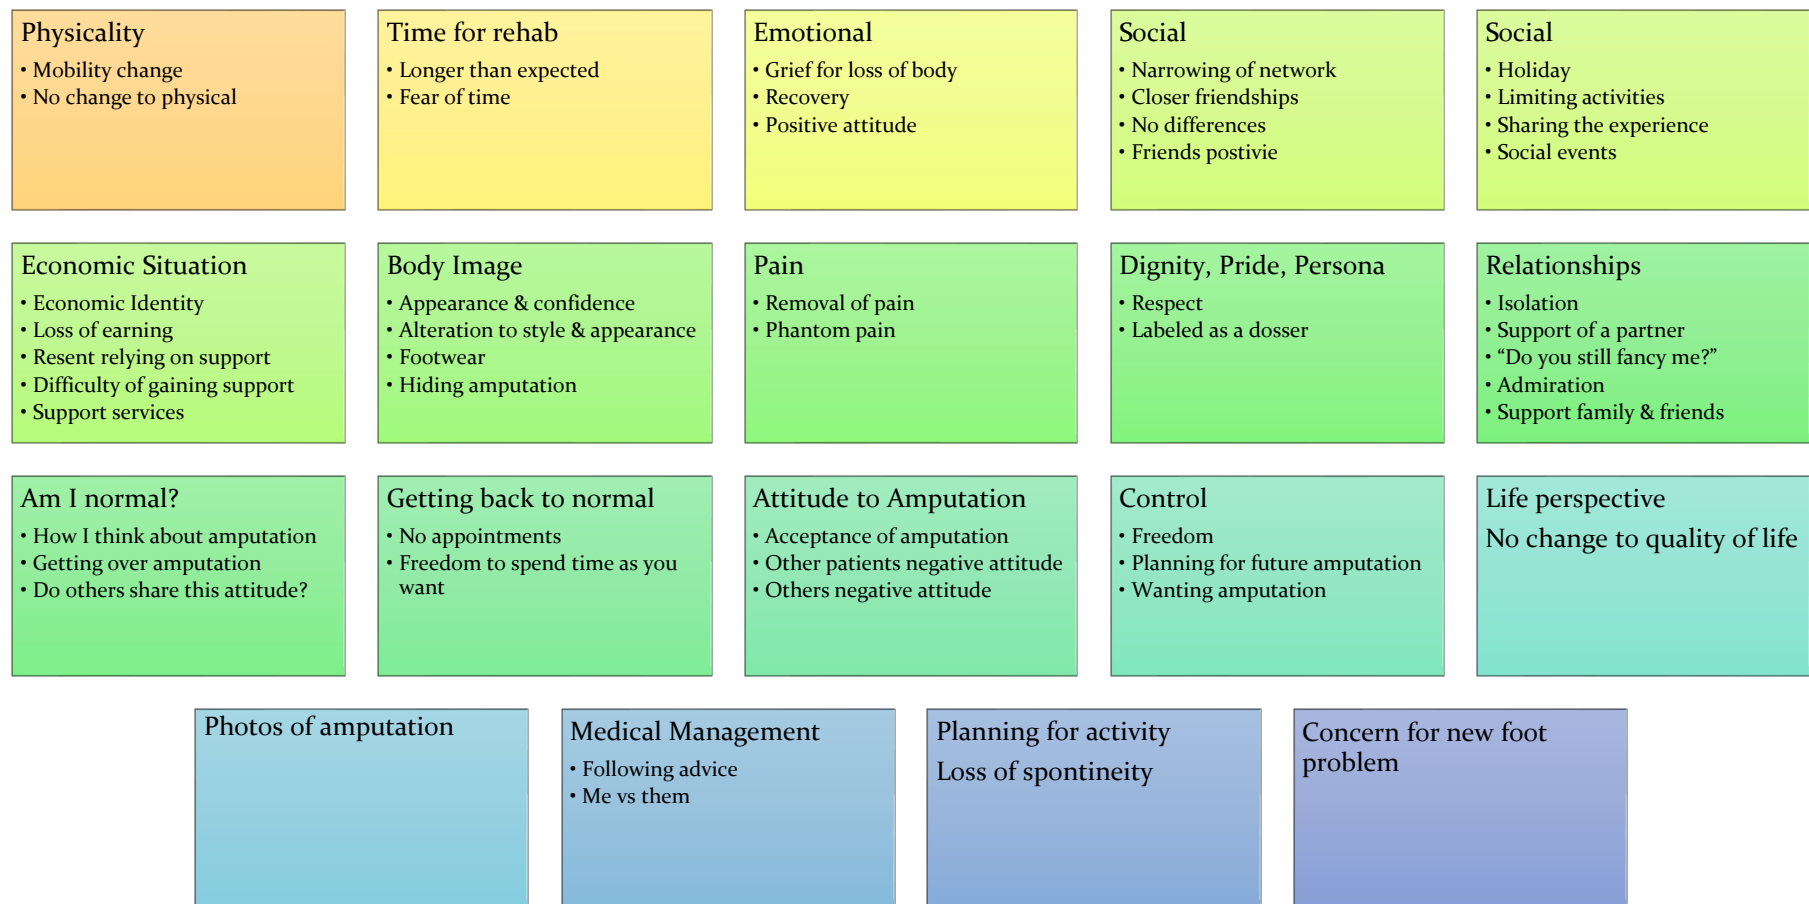 Physicality
• Mobility change
• No change to physical
Time for rehab
• Longer than expected
• Fear of time
Emotional
• Grief for loss of body
• Recovery
• Positive attitude
Social
• Narrowing of network
• Closer friendships
• No differences
• Friends postivie
Social
• Holiday
• Limiting activities
• Sharing the experience
• Social events
Economic Situation
• Economic Identity
• Loss of earning
• Resent relying on support
• Difficulty of gaining support
• Support services
Body Image
• Appearance & confidence
• Alteration to style & appearance
• Footwear
• Hiding amputation
Pain
• Removal of pain
• Phantom pain
Dignity, Pride, Persona
• Respect
• Labeled as a dosser
Relationships
• Isolation
• Support of a partner
• “Do you still fancy me?”
• Admiration
• Support family & friends
Am I normal?
• How I think about amputation
• Getting over amputation
• Do others share this attitude?
Getting back to normal
• No appointments
• Freedom to spend time as you
want
Attitude to Amputation
• Acceptance of amputation
• Other patients negative attitude
• Others negative attitude
Control
• Freedom
• Planning for future amputation
• Wanting amputation
Life perspective
No change to quality of life
Photos of amputation
Medical Management
• Following advice
• Me vs them
Planning for activity
Loss of spontineity
Concern for new foot
problem